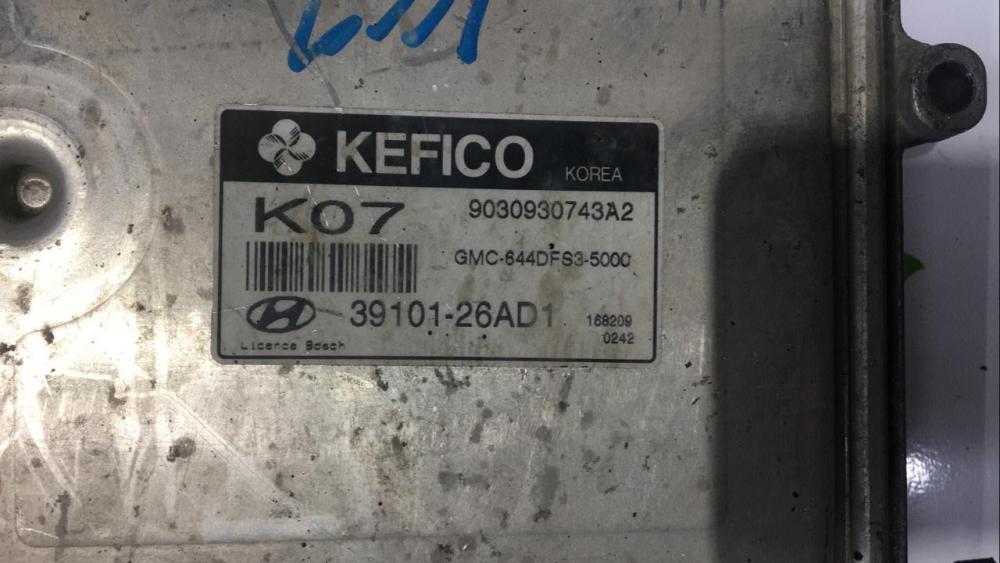 KEFICO KOREA
K07 9030930743A2
GMC-644DFS3-5000
39101-26AD1 168209
0242
Licence Bosch